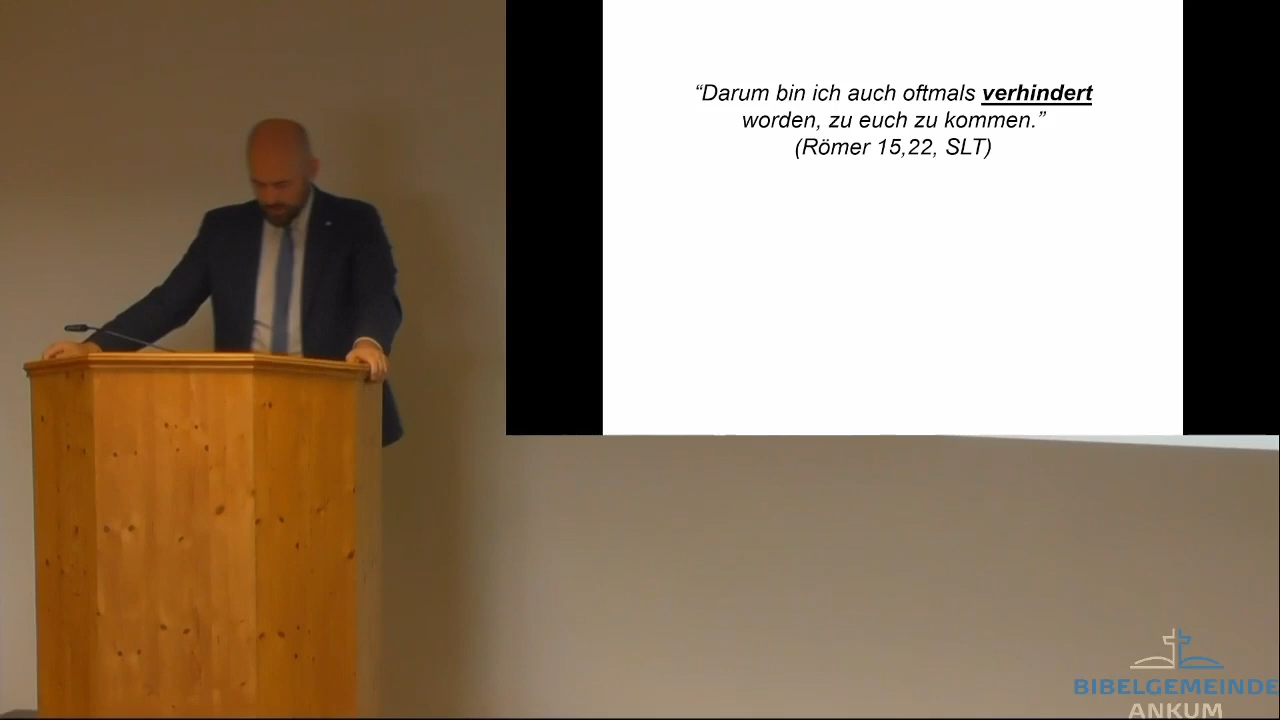 “Darum bin ich auch oftmals verhindert
worden, zu euch zu kommen.”
(Römer 15,22, SLT)
BIBELGEMEINDE
ANKUM